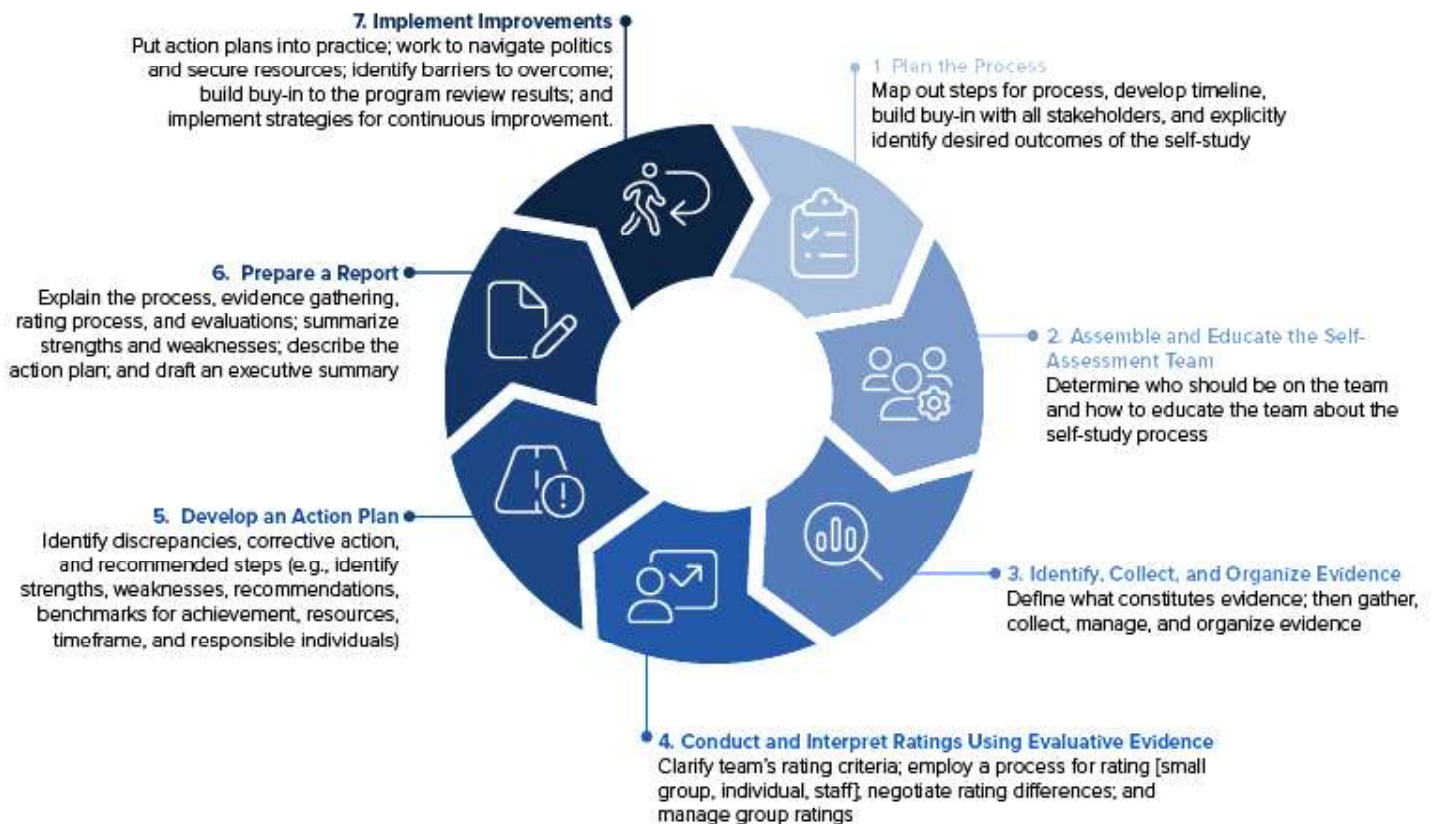 7. Implement Improvements
Put action plans into practice; work to navigate politics
and secure resources; identify barriers to overcome;
build buy-in to the program review results; and
implement strategies for continuous improvement.
1 Plan the Process
Map out steps for process, develop timeline,
build buy-in with all stakeholders, and explicitly
identify desired outcomes of the self-study
2. Assemble and Educate the Self-
Assessment Team
Determine who should be on the team
and how to educate the team about the
self-study process
3. Identify, Collect, and Organize Evidence
Define what constitutes evidence; then gather,
collect, manage, and organize evidence
4. Conduct and Interpret Ratings Using Evaluative Evidence
Clarify team's rating criteria; employ a process for rating [small
group, individual, staff]; negotiate rating differences; and
manage group ratings
5. Develop an Action Plan
Identify discrepancies, corrective action,
and recommended steps (e.g., identify
strengths, weaknesses, recommendations,
benchmarks for achievement, resources,
timeframe, and responsible individuals)
6. Prepare a Report
Explain the process, evidence gathering,
rating process, and evaluations; summarize
strengths and weaknesses; describe the
action plan; and draft an executive summary